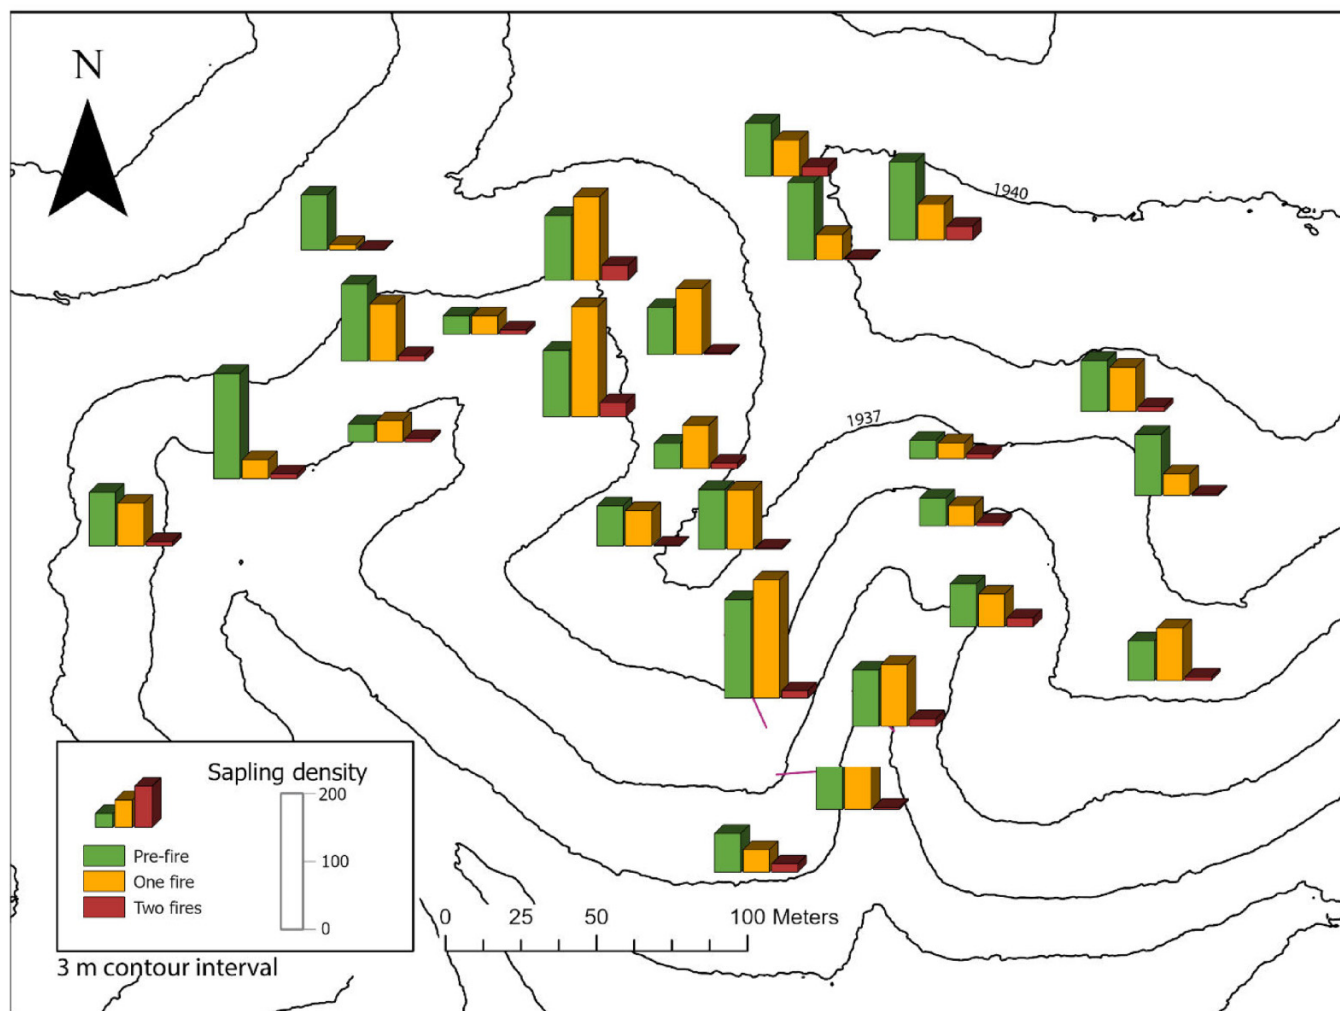 N
1940
1937
Sapling density
200
100
0
Pre-fire
One fire
Two fires
3 m contour interval
0 25 50 100 Meters